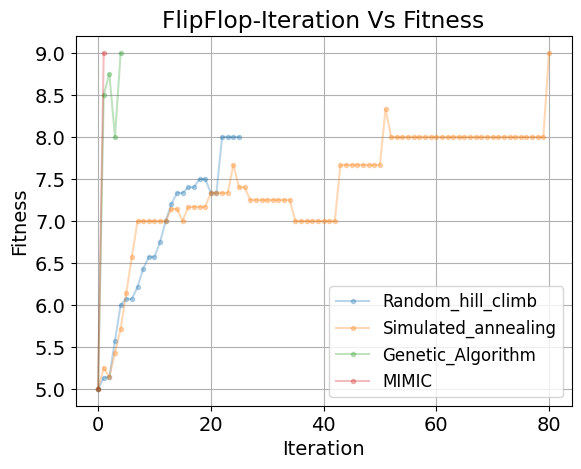 FlipFlop-Iteration Vs Fitness
9.0
8.5
8.0
7.5
7.0
6.5
6.0
5.5
5.0
Fitness
Random_hill_climb
Simulated_annealing
Genetic_Algorithm
MIMIC
0 20 40 60 80
Iteration